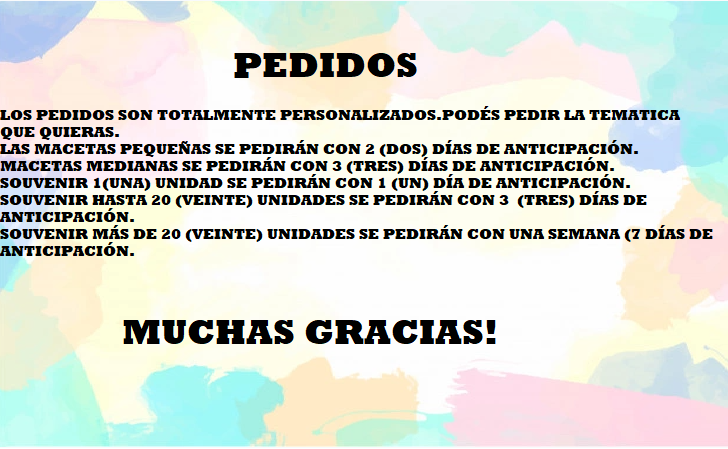 PEDIDOS
LOS PEDIDOS SON TOTALMENTE PERSONALIZADOS.PODÉS PEDIR LA TEMATICA
QUE QUIERAS.
LAS MACETAS PEQUEÑAS SE PEDIRÁN CON 2 (DOS) DÍAS DE ANTICIPACIÓN.
MACETAS MEDIANAS SE PEDIRÁN CON 3 (TRES) DÍAS DE ANTICIPACIÓN.
SOUVENIR 1(UNA) UNIDAD SE PEDIRÁN CON 1 (UN) DÍA DE ANTICIPACIÓN.
SOUVENIR HASTA 20 (VEINTE) UNIDADES SE PEDIRÁN CON 3 (TRES) DÍAS DE
ANTICIPACIÓN.
SOUVENIR MÁS DE 20 (VEINTE) UNIDADES SE PEDIRÁN CON UNA SEMANA (7 DÍAS DE
ANTICIPACIÓN.
MUCHAS GRACIAS!